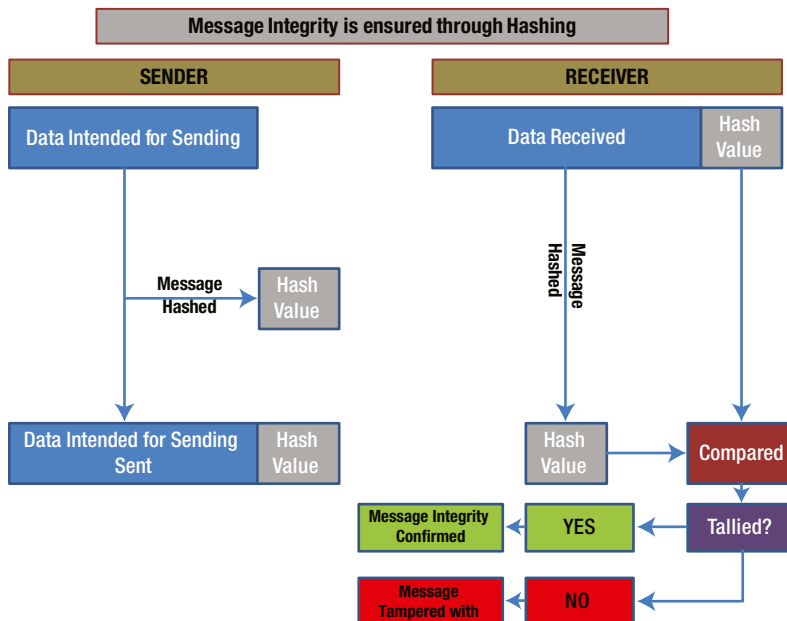 Message Integrity is ensured through Hashing
SENDER
Data Intended for Sending
Message
Hashed
Hash
Value
Data Intended for Sending
Sent
Hash
Value
RECEIVER
Data Received
Hash
Value
Message
Hashed
Hash
Value
Compared
Tallied?
YES
Message Integrity
Confirmed
NO
Message
Tampered with